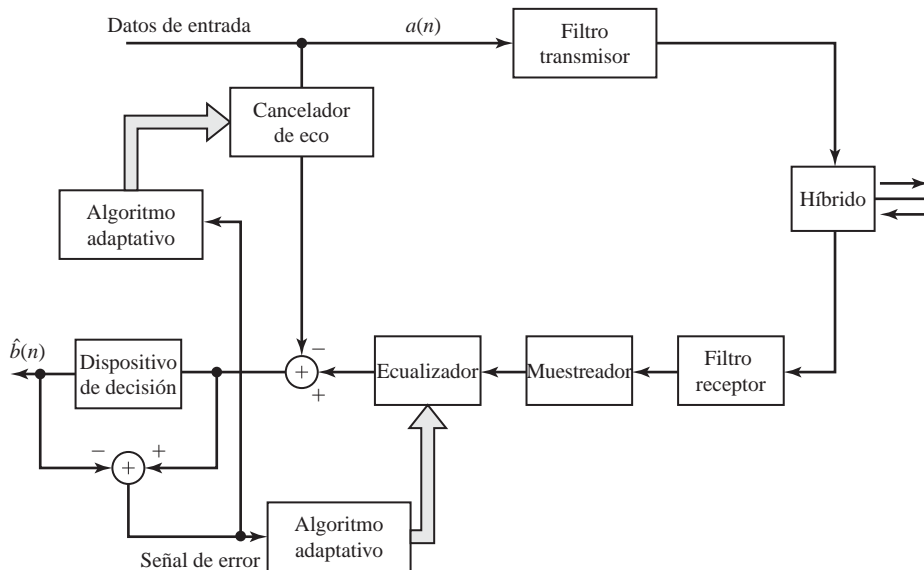 Datos de entrada
a(n)
Filtro
transmisor
Cancelador
de eco
Algoritmo
adaptativo
Híbrido
b̂(n)
Dispositivo
de decisión
−
+
+
Ecualizador
Muestreador
Filtro
receptor
−
+
+
Señal de error
Algoritmo
adaptativo